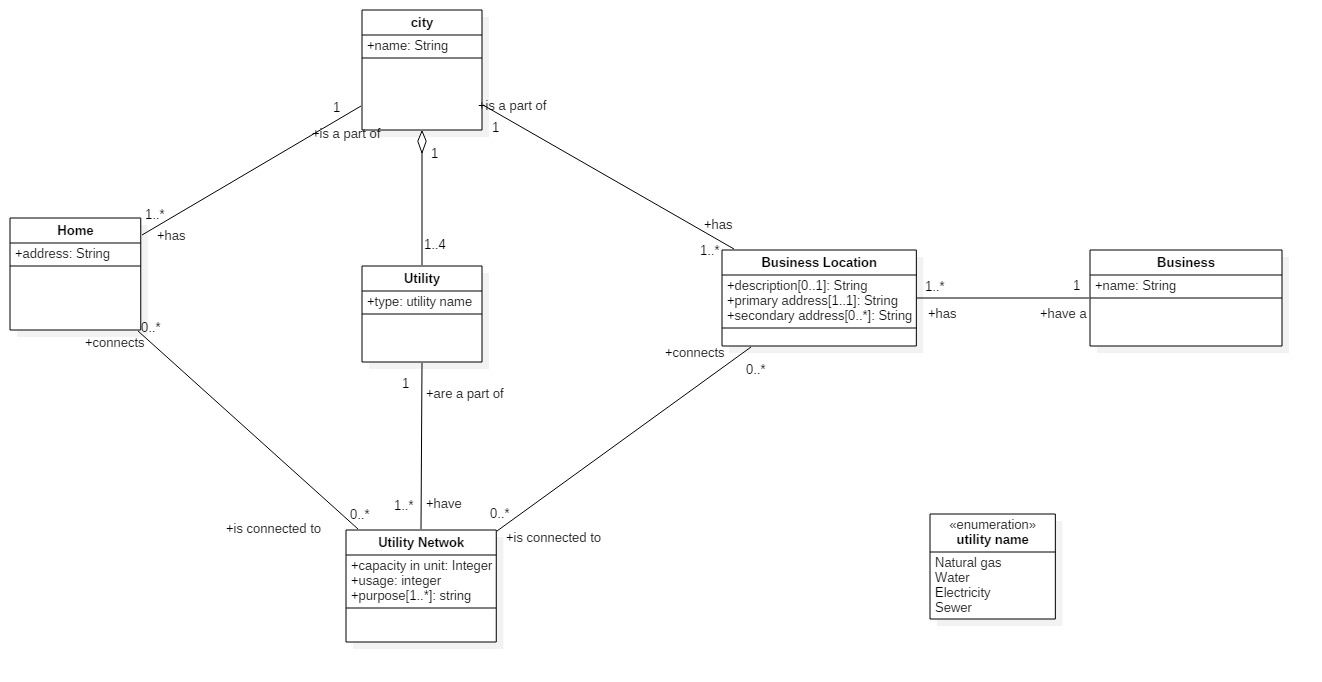 city
+name: String
1
+is a part of
+is a part of
1
1
1..*
+has
+has
1..*
1..4
Home
+address: String
Utility
+type: utility name
Business Location
+description[0..1]: String
+primary address[1..1]: String
+secondary address[0..*]: String
1..*
+has
1
+have a
Business
+name: String
0..*
+connects
+connects
0..*
1
+are a part of
1..*
+have
0..*
+is connected to
0..*
+is connected to
Utility Netwok
+capacity in unit: Integer
+usage: integer
+purpose[1..*]: string
«enumeration»
utility name
Natural gas
Water
Electricity
Sewer